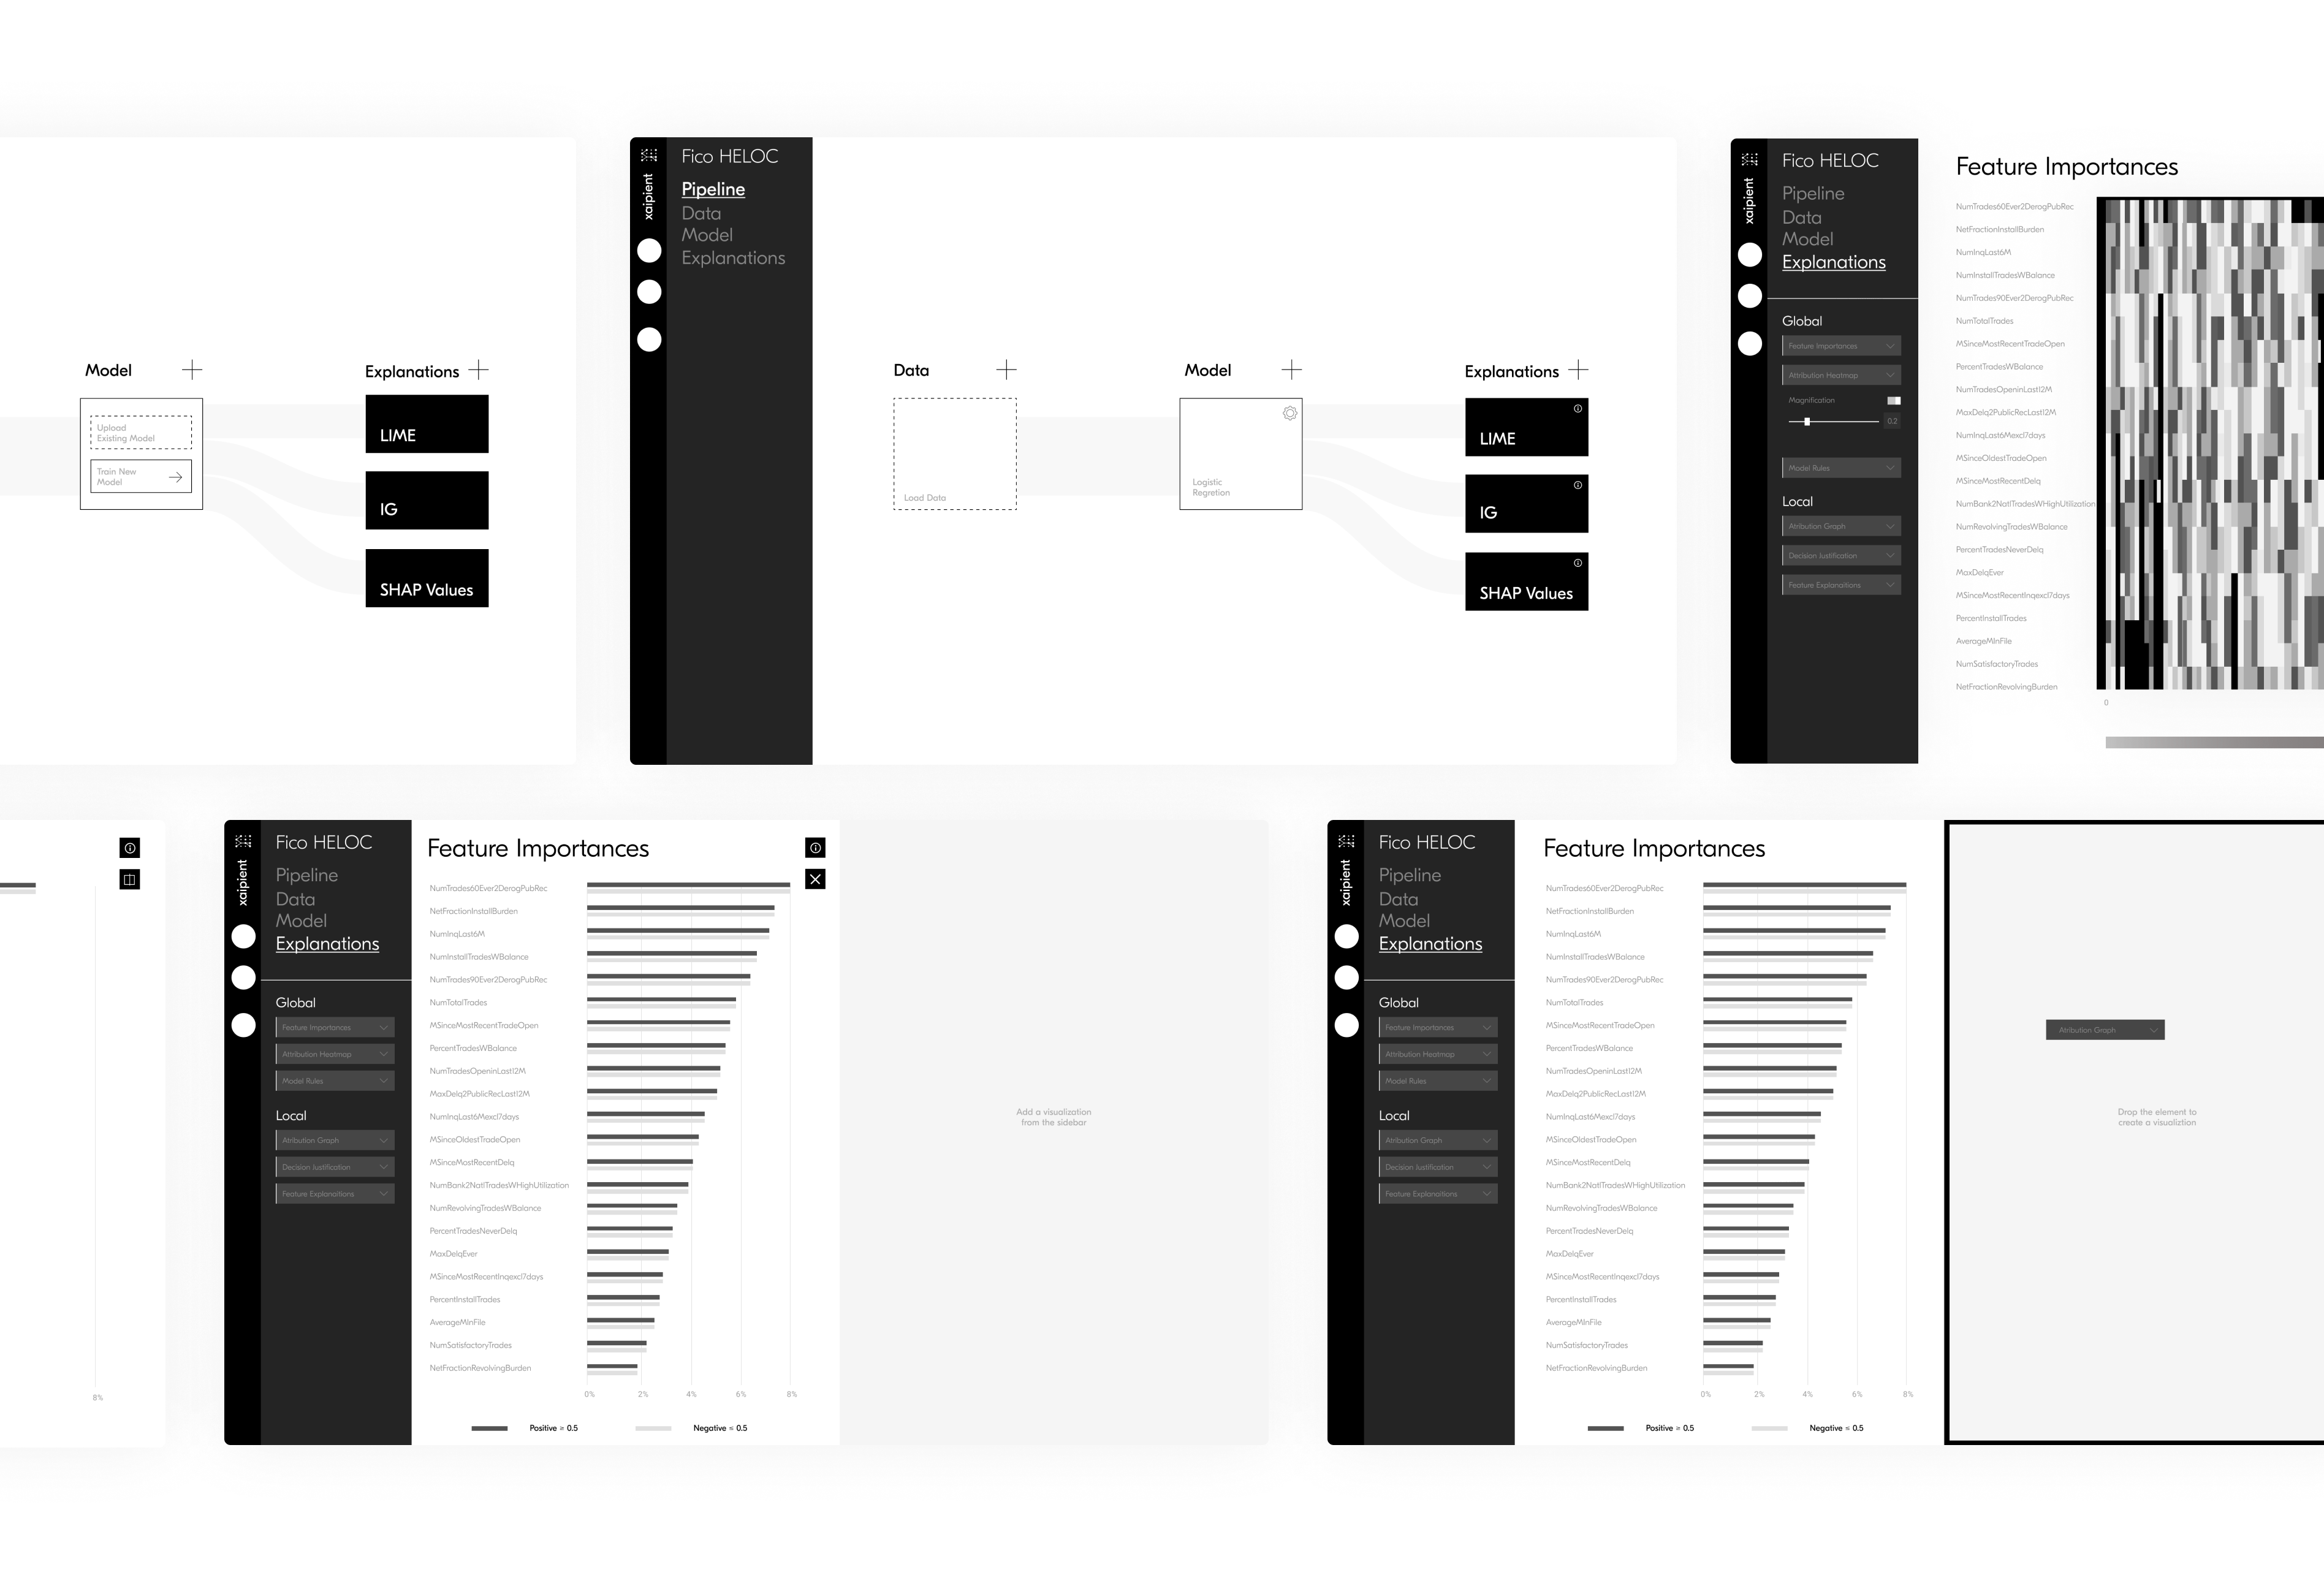 Model
Upload
Existing Model
Train New
Model
Explanations
LIME
IG
SHAP Values
xaipient
Fico HELOC
Pipeline
Data
Model
Explanations
Data
Load Data
Model
Logistic
Regretion
Explanations
LIME
IG
SHAP Values
xaipient
Fico HELOC
Pipeline
Data
Model
Explanations
Global
Feature Importances
Attribution Heatmap
Magnification
0.2
Model Rules
Local
Atribution Graph
Decision Justification
Feature Explanaitions
Feature Importances
NumTrades60Ever2DerogPubRec
NetFractionInstallBurden
NumInqLast6M
NumInstallTradesWBalance
NumTrades90Ever2DerogPubRec
NumTotalTrades
MSinceMostRecentTradeOpen
PercentTradesWBalance
NumTradesOpeninLast12M
MaxDelq2PublicRecLast12M
NumInqLast6Mexcl7days
MSinceOldestTradeOpen
MSinceMostRecentDelq
NumBank2NatlTradesWHighUtilization
NumRevolvingTradesWBalance
PercentTradesNeverDelq
MaxDelqEver
MSinceMostRecentInqexcl7days
PercentInstallTrades
AverageMInFile
NumSatisfactoryTrades
NetFractionRevolvingBurden
0
8%
xaipient
Fico HELOC
Pipeline
Data
Model
Explanations
Global
Feature Importances
Attribution Heatmap
Model Rules
Local
Atribution Graph
Decision Justification
Feature Explanaitions
Feature Importances
NumTrades60Ever2DerogPubRec
NetFractionInstallBurden
NumInqLast6M
NumInstallTradesWBalance
NumTrades90Ever2DerogPubRec
NumTotalTrades
MSinceMostRecentTradeOpen
PercentTradesWBalance
NumTradesOpeninLast12M
MaxDelq2PublicRecLast12M
NumInqLast6Mexcl7days
MSinceOldestTradeOpen
MSinceMostRecentDelq
NumBank2NatlTradesWHighUtilization
NumRevolvingTradesWBalance
PercentTradesNeverDelq
MaxDelqEver
MSinceMostRecentInqexcl7days
PercentInstallTrades
AverageMInFile
NumSatisfactoryTrades
NetFractionRevolvingBurden
0% 2% 4% 6% 8%
Positive ≥ 0.5 Negative ≤ 0.5
Add a visualization
from the sidebar
xaipient
Fico HELOC
Pipeline
Data
Model
Explanations
Global
Feature Importances
Attribution Heatmap
Model Rules
Local
Atribution Graph
Decision Justification
Feature Explanaitions
Feature Importances
NumTrades60Ever2DerogPubRec
NetFractionInstallBurden
NumInqLast6M
NumInstallTradesWBalance
NumTrades90Ever2DerogPubRec
NumTotalTrades
MSinceMostRecentTradeOpen
PercentTradesWBalance
NumTradesOpeninLast12M
MaxDelq2PublicRecLast12M
NumInqLast6Mexcl7days
MSinceOldestTradeOpen
MSinceMostRecentDelq
NumBank2NatlTradesWHighUtilization
NumRevolvingTradesWBalance
PercentTradesNeverDelq
MaxDelqEver
MSinceMostRecentInqexcl7days
PercentInstallTrades
AverageMInFile
NumSatisfactoryTrades
NetFractionRevolvingBurden
0% 2% 4% 6% 8%
Positive ≥ 0.5 Negative ≤ 0.5
Atribution Graph
Drop the element to
create a visualiztion